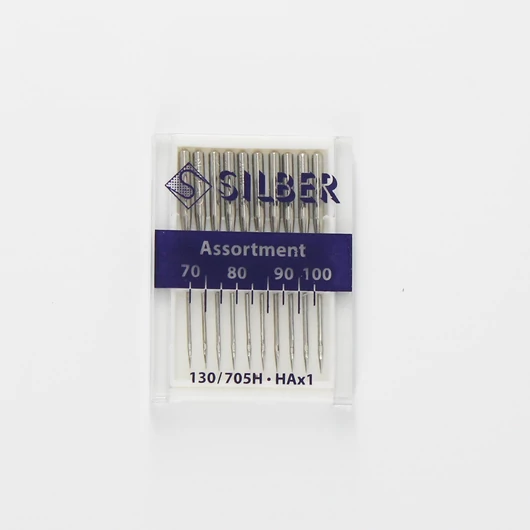 SILBER
Assortment
70 80 90 100
130/705H • HAx1